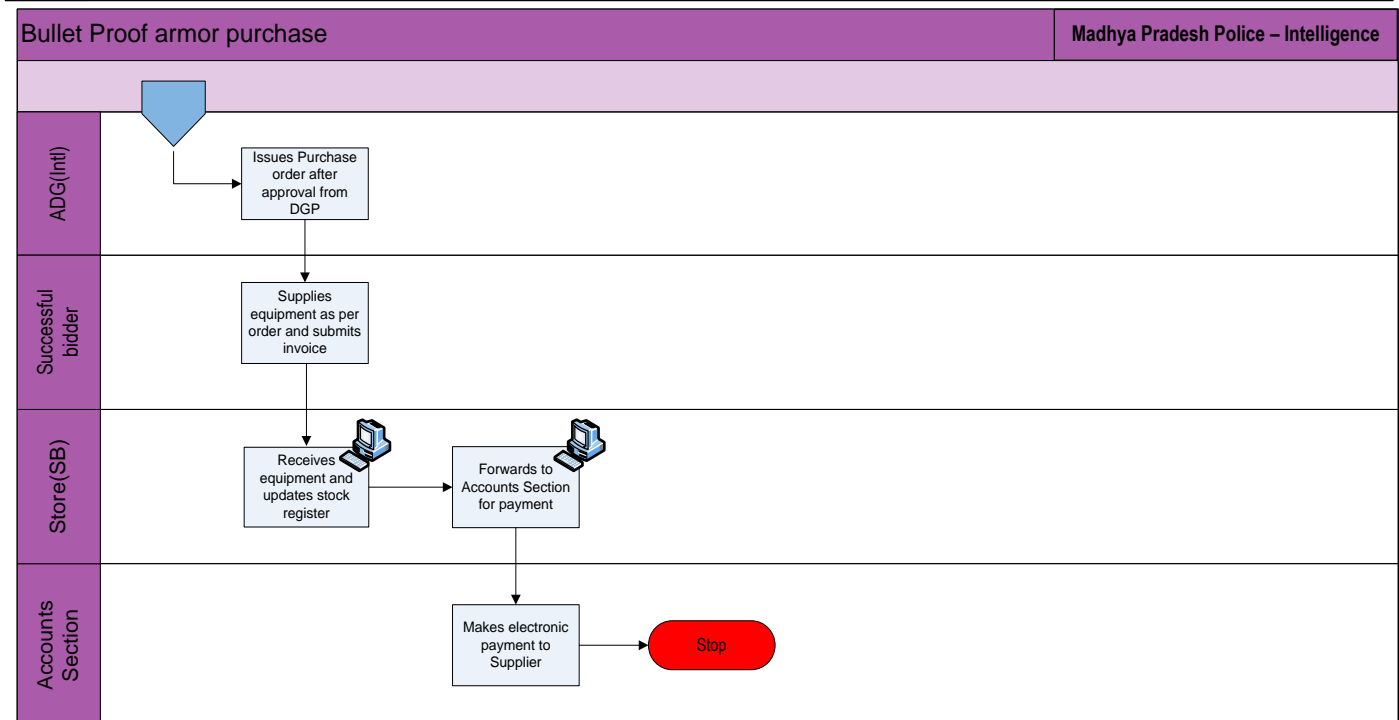 Bullet Proof armor purchase
Madhya Pradesh Police – Intelligence
ADG(Intl)
Issues Purchase
order after
approval from
DGP
Successful
bidder
Supplies
equipment as per
order and submits
invoice
Store(SB)
Receives
equipment and
updates stock
register
Forwards to
Accounts Section
for payment
Accounts
Section
Makes electronic
payment to
Supplier
Stop